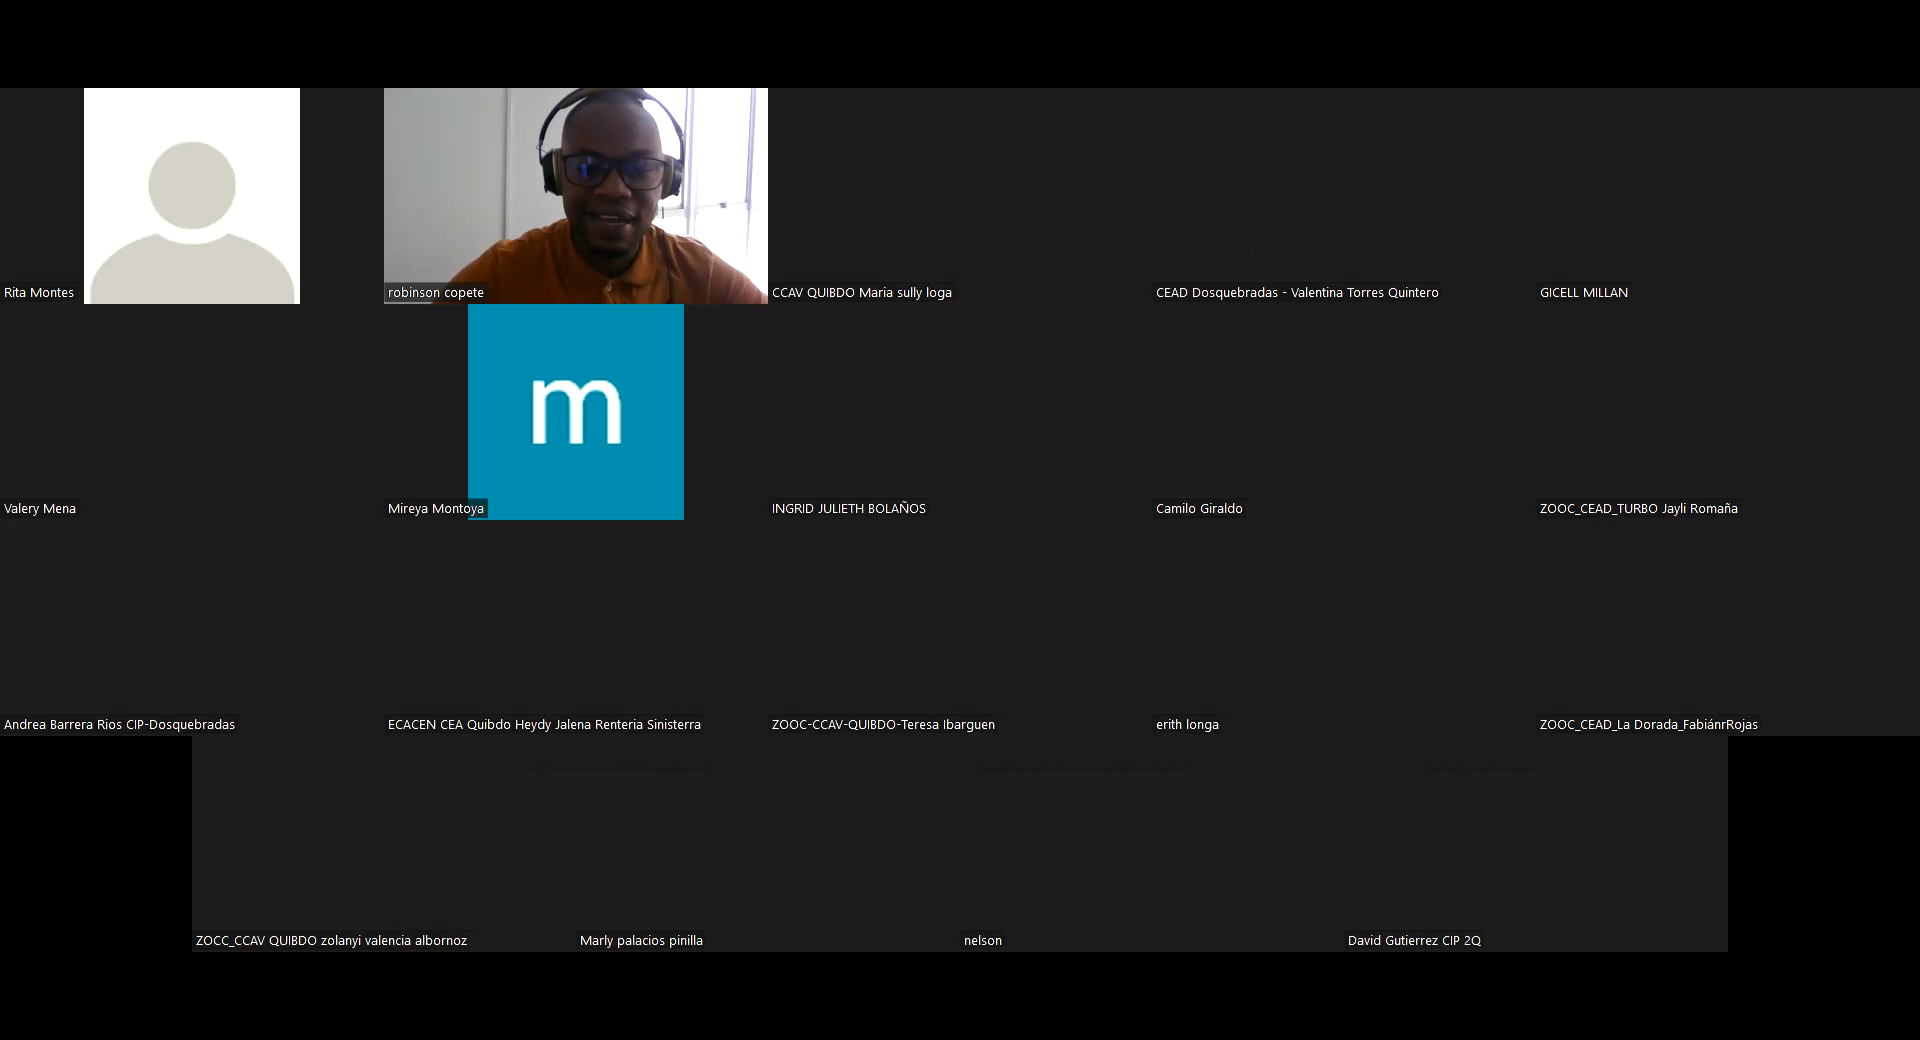 Rita Montes
robinson copete
CCAV QUIBDO Maria sully loga
CEAD Dosquebradas - Valentina Torres Quintero
GICELL MILLAN
m
Valery Mena
Mireya Montoya
INGRID JULIETH BOLAÑOS
Camilo Giraldo
ZOOC_CEAD_TURBO Jayli Romaña
Andrea Barrera Rios CIP-Dosquebradas
ECACEN CEA Quibdo Heydy Jalena Renteria Sinisterra
ZOOC-CCAV-QUIBDO-Teresa Ibarguen
erith longa
ZOOC_CEAD_La Dorada_FabiánrRojas
ZOCC_CCAV QUIBDO zolanyi valencia albornoz
Marly palacios pinilla
nelson
David Gutierrez CIP 2Q